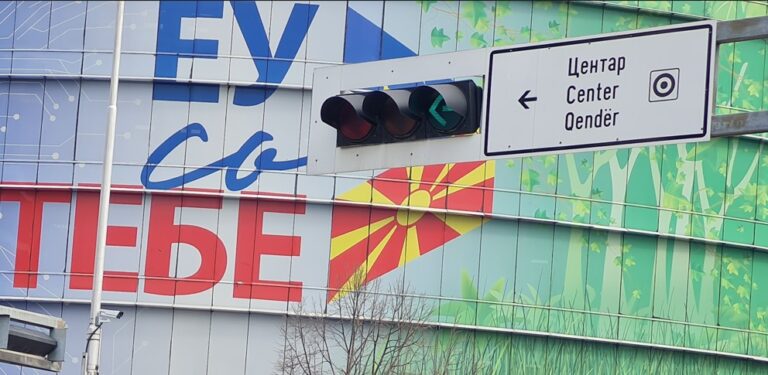 ЕУ
со
ТЕБЕ
Центар
Center
Qendër